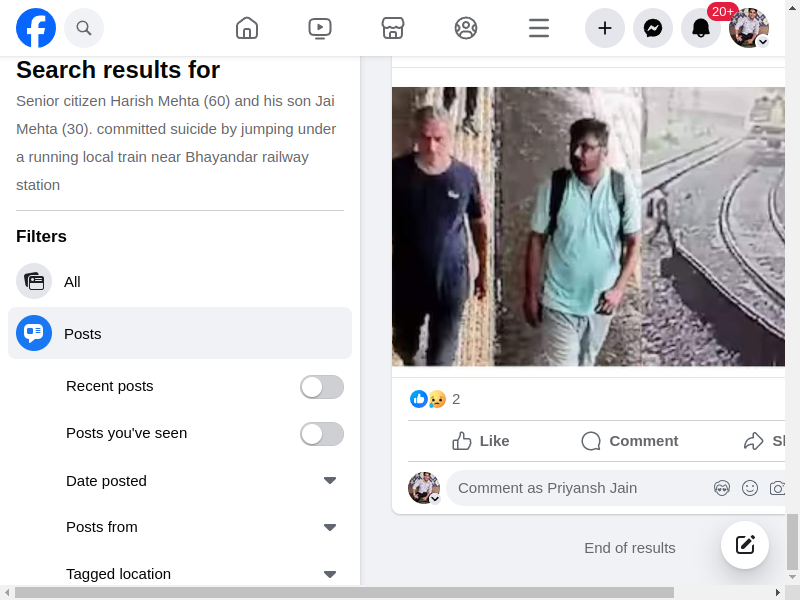 20+
Search results for
Senior citizen Harish Mehta (60) and his son Jai
Mehta (30). committed suicide by jumping under
a running local train near Bhayandar railway
station
Filters
All
Posts
Recent posts
Posts you've seen
Date posted
Posts from
Tagged location
2
Like
Comment
Comment as Priyansh Jain
End of results